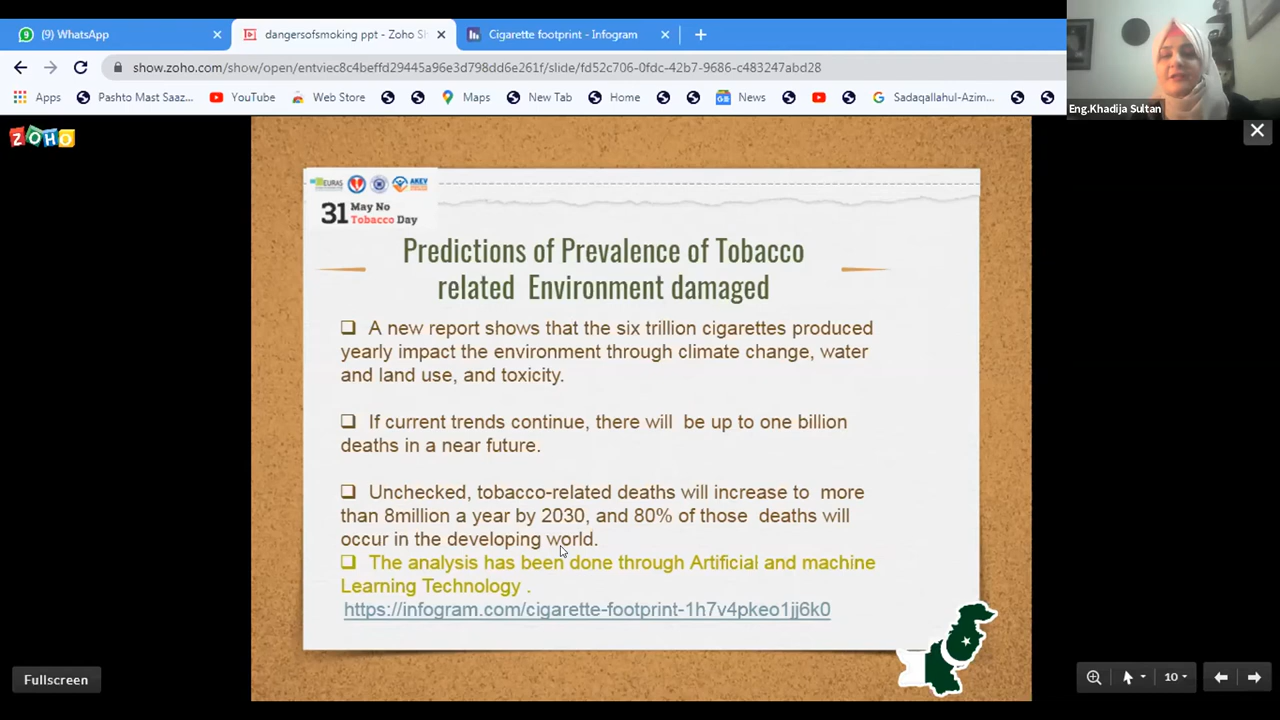 (9) WhatsApp
dangersofsmoking ppt - Zoho Sh
Cigarette footprint - Infogram
show.zoho.com/show/open/entviec8c4beffd29445a96e3d798dd6e261f/slide/fd52c706-0fdc-42b7-9686-c483247abd28
Apps Pashto Mast Saaz... YouTube Web Store Maps New Tab Home News Sadaqallahul-Azim...
Eng.Khadija Sultan
ZOHO
EURAS AKEV
31 May No
Tobacco Day
Predictions of Prevalence of Tobacco
related Environment damaged
A new report shows that the six trillion cigarettes produced
yearly impact the environment through climate change, water
and land use, and toxicity.
If current trends continue, there will be up to one billion
deaths in a near future.
Unchecked, tobacco-related deaths will increase to more
than 8million a year by 2030, and 80% of those deaths will
occur in the developing world.
The analysis has been done through Artificial and machine
Learning Technology .
https://infogram.com/cigarette-footprint-1h7v4pkeo1jj6k0
Fullscreen
10